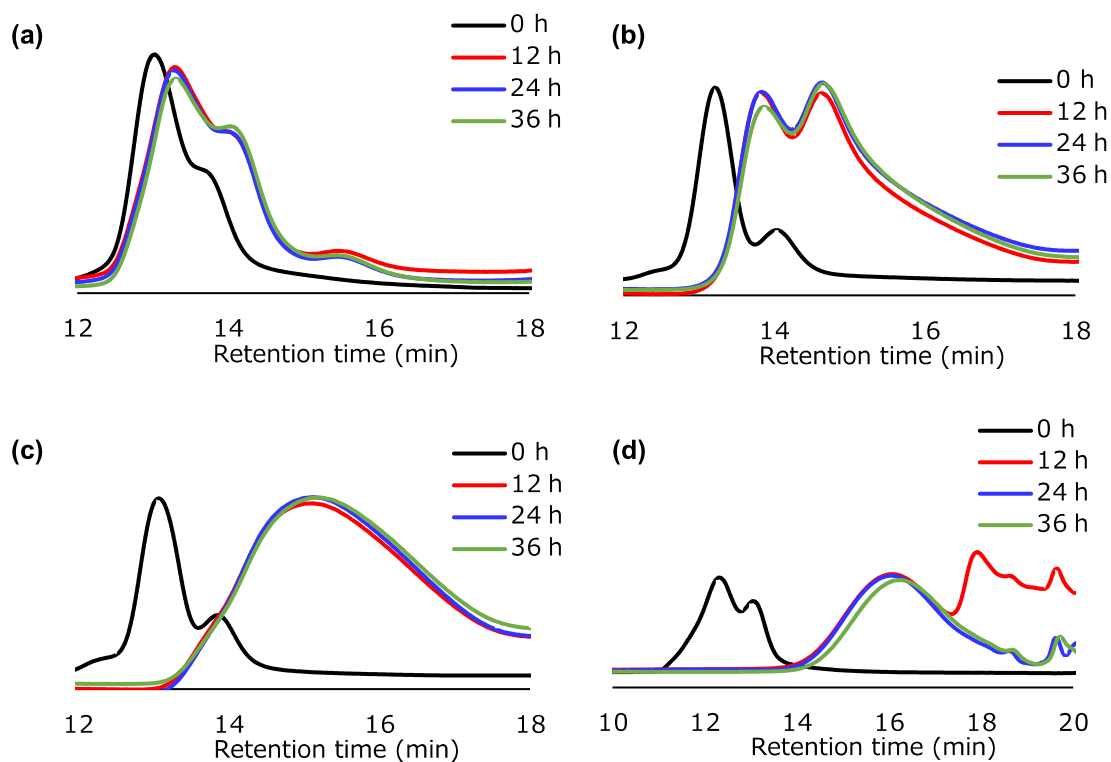 (a)
0 h
12 h
24 h
36 h
12 14 16 18
Retention time (min)
(b)
0 h
12 h
24 h
36 h
12 14 16 18
Retention time (min)
(c)
0 h
12 h
24 h
36 h
12 14 16 18
Retention time (min)
(d)
0 h
12 h
24 h
36 h
10 12 14 16 18 20
Retention time (min)